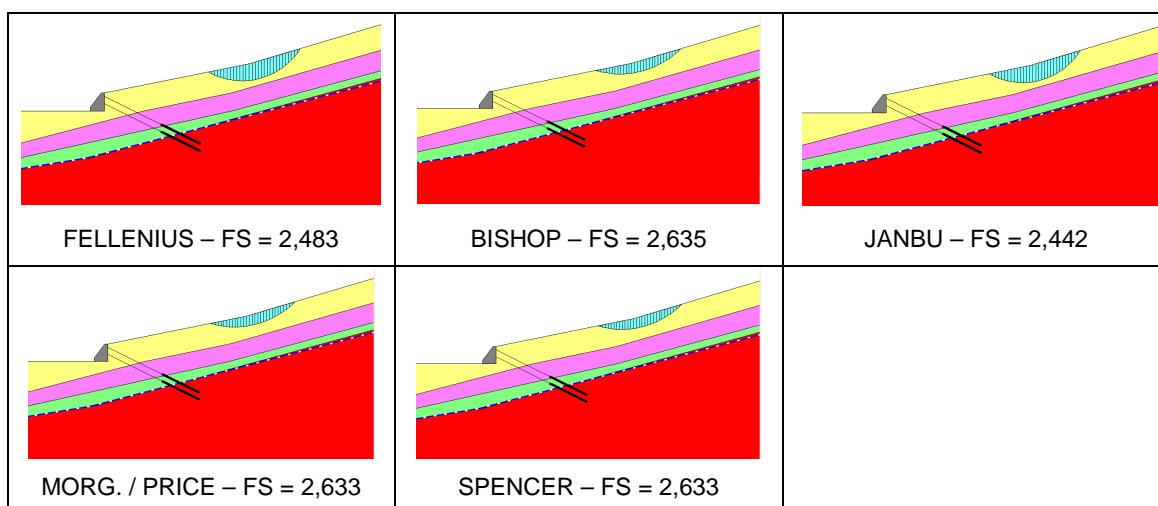 FELLENIUS – FS = 2,483
BISHOP – FS = 2,635
JANBU – FS = 2,442
MORG. / PRICE – FS = 2,633
SPENCER – FS = 2,633